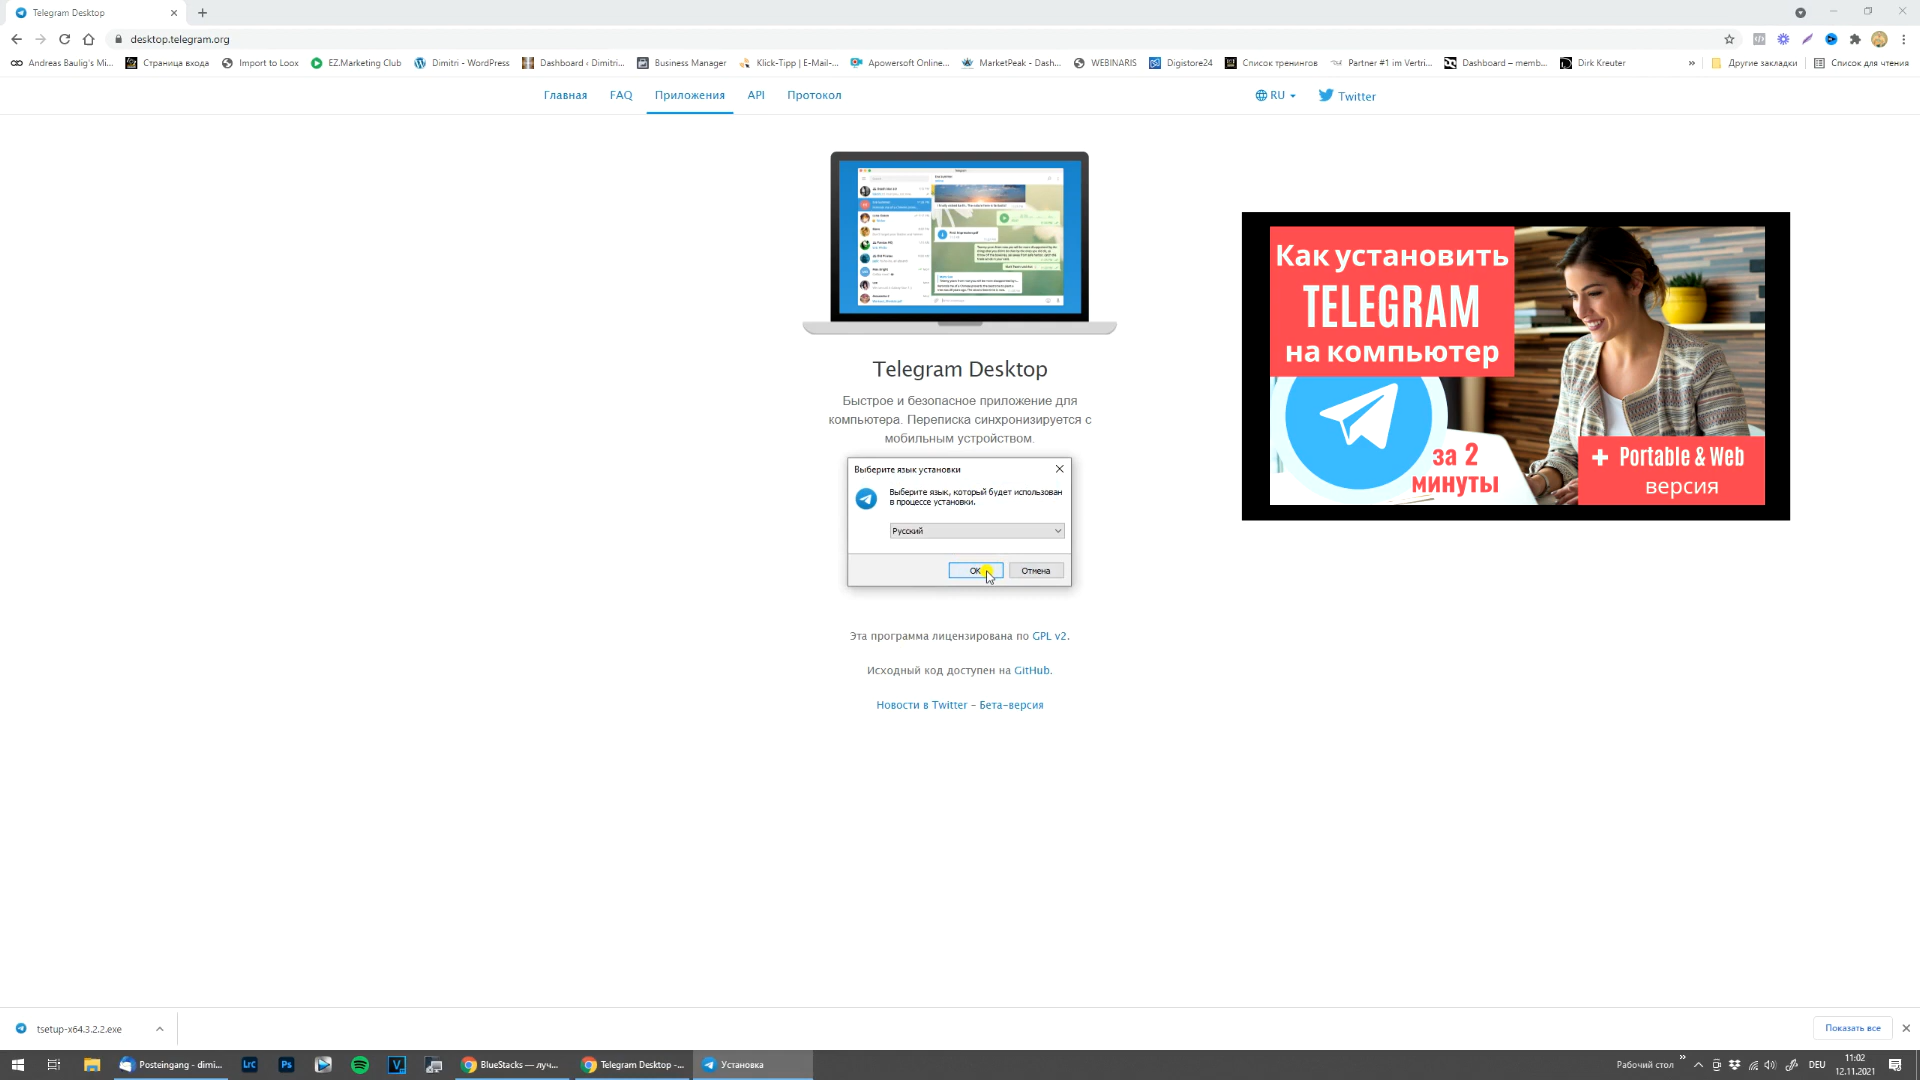 Telegram Desktop
desktop.telegram.org
Andreas Baulig's Mi...
Страница входа
Import to Loox
EZ.Marketing Club
Dimitri - WordPress
Dashboard ‹ Dimitri...
Business Manager
Klick-Tipp | E-Mail-...
Apowersoft Online...
MarketPeak - Dash...
WEBINARIS
Digistore24
Список тренингов
Partner #1 im Vertri...
Dashboard – memb...
Dirk Kreuter
»
Другие закладки
Список для чтения
Главная
FAQ
Приложения
API
Протокол
RU
Twitter
Как установить
TELEGRAM
на компьютер
за 2
минуты
+ Portable & Web
версия
Telegram Desktop
Быстрое и безопасное приложение для
компьютера. Переписка синхронизируется с
мобильным устройством.
Выберите язык установки
Выберите язык, который будет использован
в процессе установки.
Русский
OK
Отмена
Эта программа лицензирована по GPL v2.
Исходный код доступен на GitHub.
Новости в Twitter – Бета-версия
tsetup-x64.3.2.2.exe
Показать все
Posteingang - dimi...
LrC
Ps
V
BlueStacks — луч...
Telegram Desktop -...
Установка
Рабочий стол
»
DEU
11:02
12.11.2021